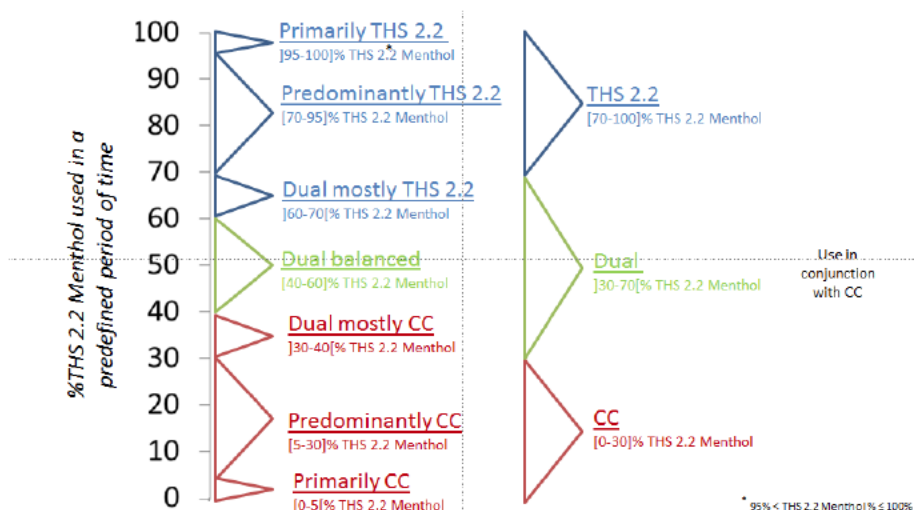 %THS 2.2 Menthol used in a
predefined period of time
100
90
80
70
60
50
40
30
20
10
0
Primarily THS 2.2
]95-100]% THS 2.2 Menthol
*
Predominantly THS 2.2
[70-95]% THS 2.2 Menthol
Dual mostly THS 2.2
]60-70[% THS 2.2 Menthol
Dual balanced
[40-60]% THS 2.2 Menthol
Dual mostly CC
]30-40[% THS 2.2 Menthol
Predominantly CC
[5-30]% THS 2.2 Menthol
Primarily CC
[0-5[% THS 2.2 Menthol
THS 2.2
[70-100]% THS 2.2 Menthol
Dual
]30-70[% THS 2.2 Menthol
CC
[0-30]% THS 2.2 Menthol
Use in
conjunction
with CC
* 95% < THS 2.2 Menthol % ≤ 100%